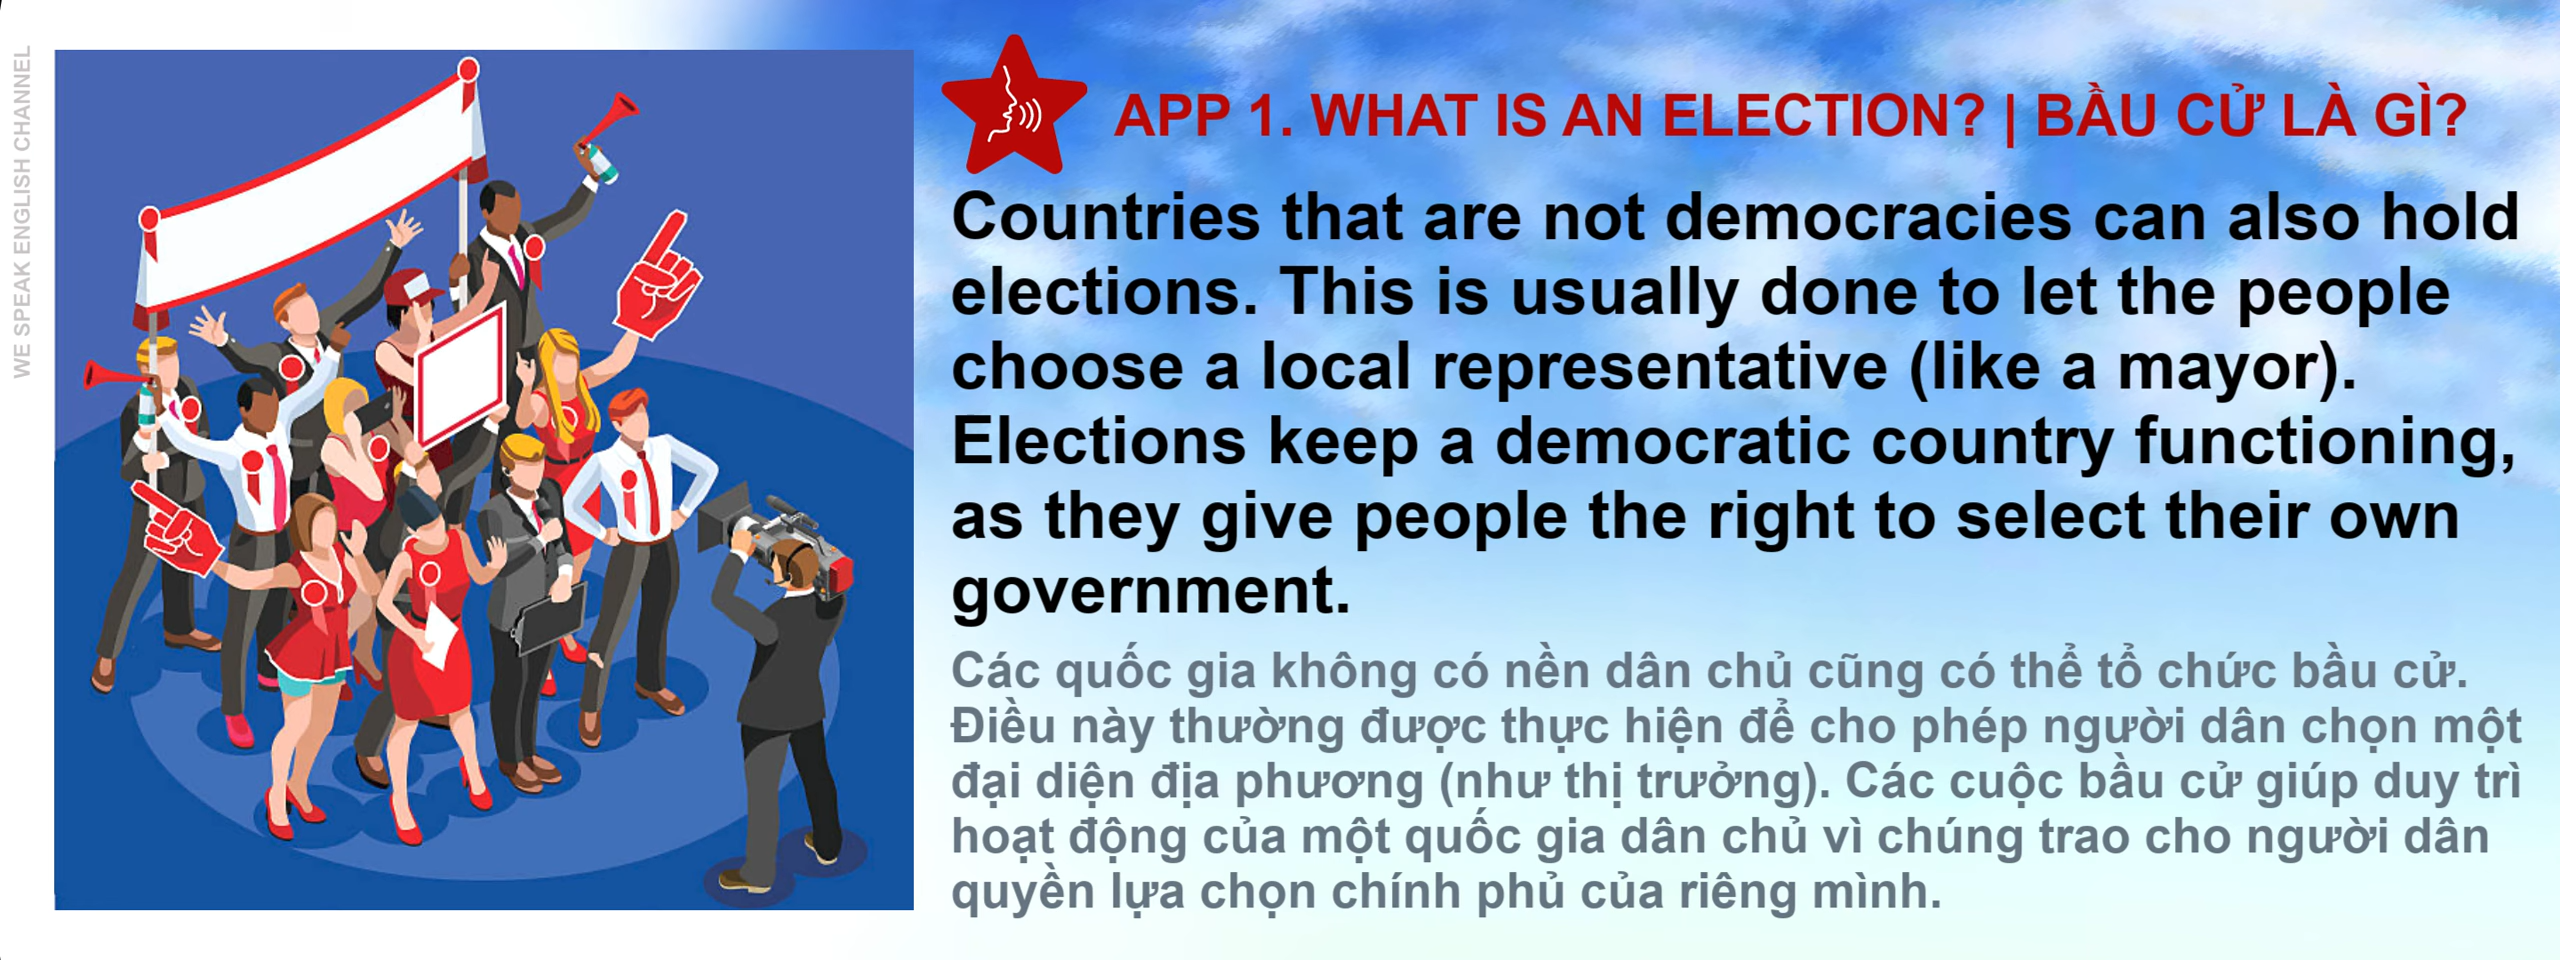 WE SPEAK ENGLISH CHANNEL
APP 1. WHAT IS AN ELECTION? | BẦU CỬ LÀ GÌ?
Countries that are not democracies can also hold
elections. This is usually done to let the people
choose a local representative (like a mayor).
Elections keep a democratic country functioning,
as they give people the right to select their own
government.
Các quốc gia không có nền dân chủ cũng có thể tổ chức bầu cử.
Điều này thường được thực hiện để cho phép người dân chọn một
đại diện địa phương (như thị trưởng). Các cuộc bầu cử giúp duy trì
hoạt động của một quốc gia dân chủ vì chúng trao cho người dân
quyền lựa chọn chính phủ của riêng mình.